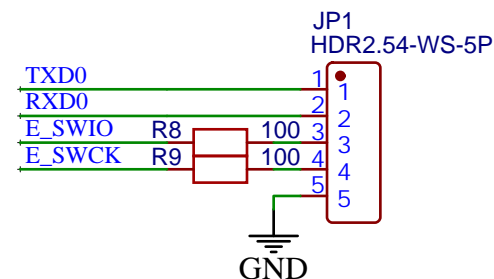 JP1
HDR2.54-WS-5P
TXD0 1 1
RXD0 2 2
E_SWIO R8 100 3 3
E_SWCK R9 100 4 4
5 5
GND